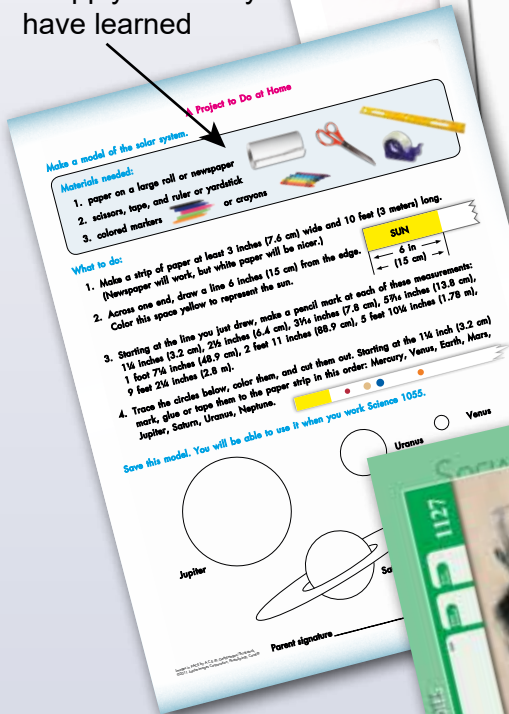 have learned
A Project to Do at Home
Make a model of the solar system.
Materials needed:
1. paper on a large roll or newspaper
2. scissors, tape, and ruler or yardstick
3. colored markers or crayons
What to do:
1. Make a strip of paper at least 3 inches (7.6 cm) wide and 10 feet (3 meters) long.
(Newspaper will work, but white paper will be nicer.)
2. Across one end, draw a line 6 inches (15 cm) from the edge.
Color this space yellow to represent the sun.
SUN
6 in
(15 cm)
3. Starting at the line you just drew, make a pencil mark at each of these measurements:
1¼ inches (3.2 cm), 2½ inches (6.4 cm), inches (7.8 cm), inches (13.8 cm),
1 foot 7¼ inches (48.9 cm), 2 feet 11 inches (88.9 cm), 5 feet 10¼ inches (1.78 m),
9 feet 2¼ inches (2.8 m).
4. Trace the circles below, color them, and cut them out. Starting at the 1¼ inch (3.2 cm)
mark, glue or tape them to the paper strip in this order: Mercury, Venus, Earth, Mars,
Jupiter, Saturn, Uranus, Neptune.
Save this model. You will be able to use it when you work Science 1055.
Venus
Uranus
Jupiter
Parent signature
1127